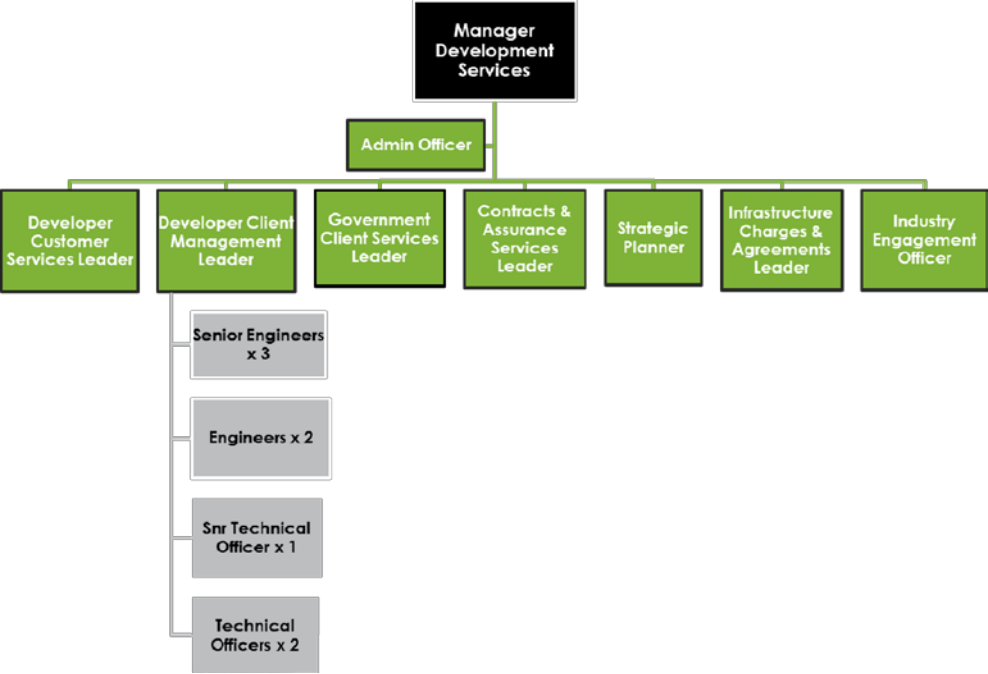 Manager
Development
Services
Admin Officer
Developer
Customer
Services Leader
Developer Client
Management
Leader
Government
Client Services
Leader
Contracts &
Assurance
Services
Leader
Strategic
Planner
Infrastructure
Charges &
Agreements
Leader
Industry
Engagement
Officer
Senior Engineers
x 3
Engineers x 2
Snr Technical
Officer x 1
Technical
Officers x 2